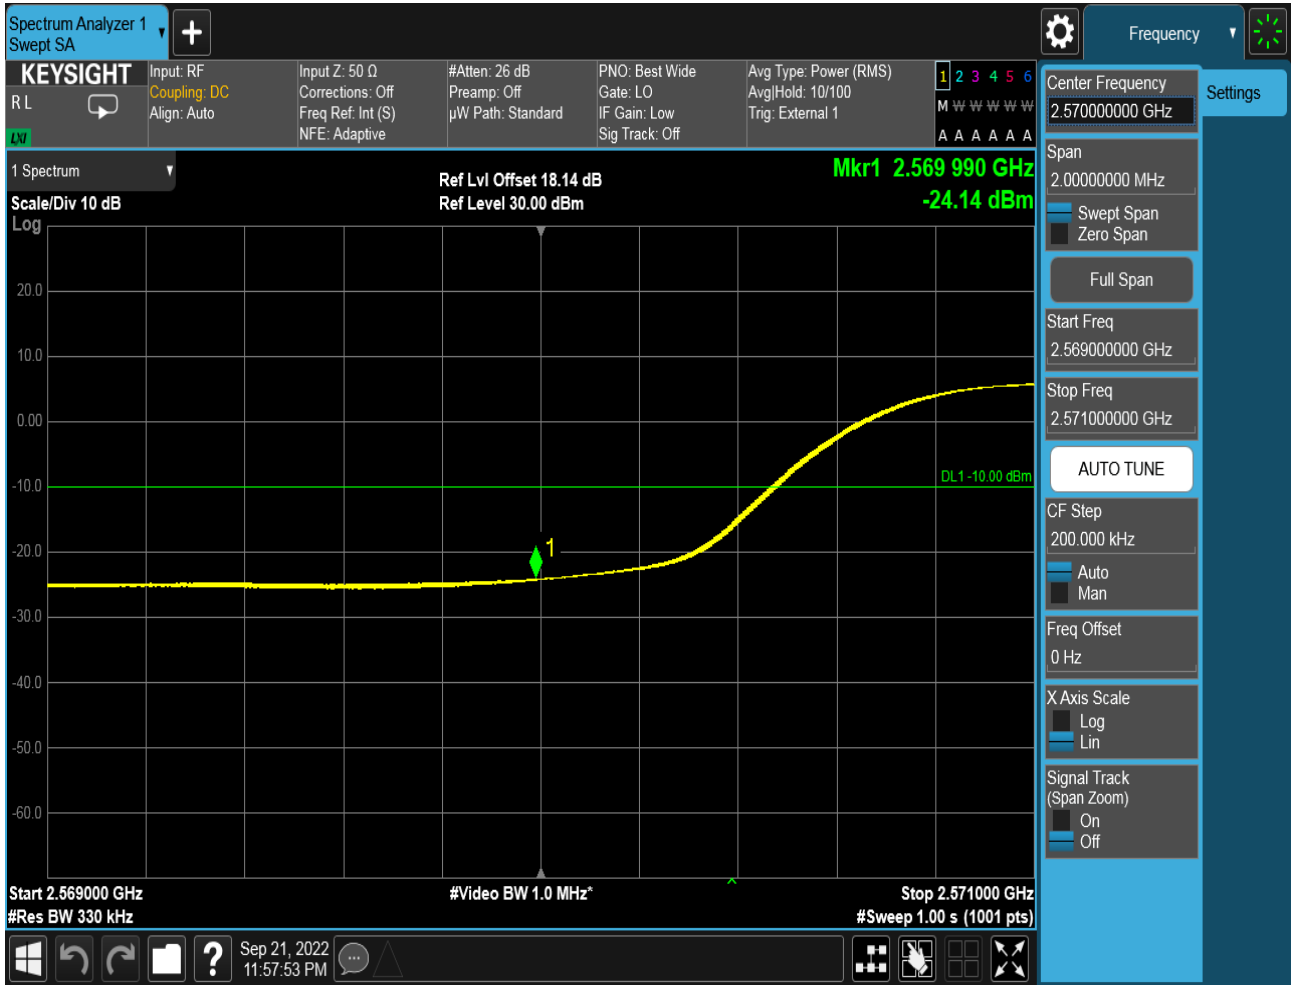 Spectrum Analyzer 1
Swept SA
Frequency
KEYSIGHT
R L
LXI
Input: RF
Coupling: DC
Align: Auto
Input Z: 50 Ω
Corrections: Off
Freq Ref: Int (S)
NFE: Adaptive
#Atten: 26 dB
Preamp: Off
µW Path: Standard
PNO: Best Wide
Gate: LO
IF Gain: Low
Sig Track: Off
Avg Type: Power (RMS)
Avg|Hold: 10/100
Trig: External 1
1 2 3 4 5 6
M W W W W W
A A A A A A
1 Spectrum
Scale/Div 10 dB
Log
Ref Lvl Offset 18.14 dB
Ref Level 30.00 dBm
Mkr1 2.569 990 GHz
-24.14 dBm
20.0
10.0
0.00
-10.0
-20.0
-30.0
-40.0
-50.0
-60.0
DL1 -10.00 dBm
1
Start 2.569000 GHz
#Res BW 330 kHz
#Video BW 1.0 MHz*
Stop 2.571000 GHz
#Sweep 1.00 s (1001 pts)
Sep 21, 2022
11:57:53 PM
Center Frequency
2.570000000 GHz
Settings
Span
2.00000000 MHz
Swept Span
Zero Span
Full Span
Start Freq
2.569000000 GHz
Stop Freq
2.571000000 GHz
AUTO TUNE
CF Step
200.000 kHz
Auto
Man
Freq Offset
0 Hz
X Axis Scale
Log
Lin
Signal Track
(Span Zoom)
On
Off